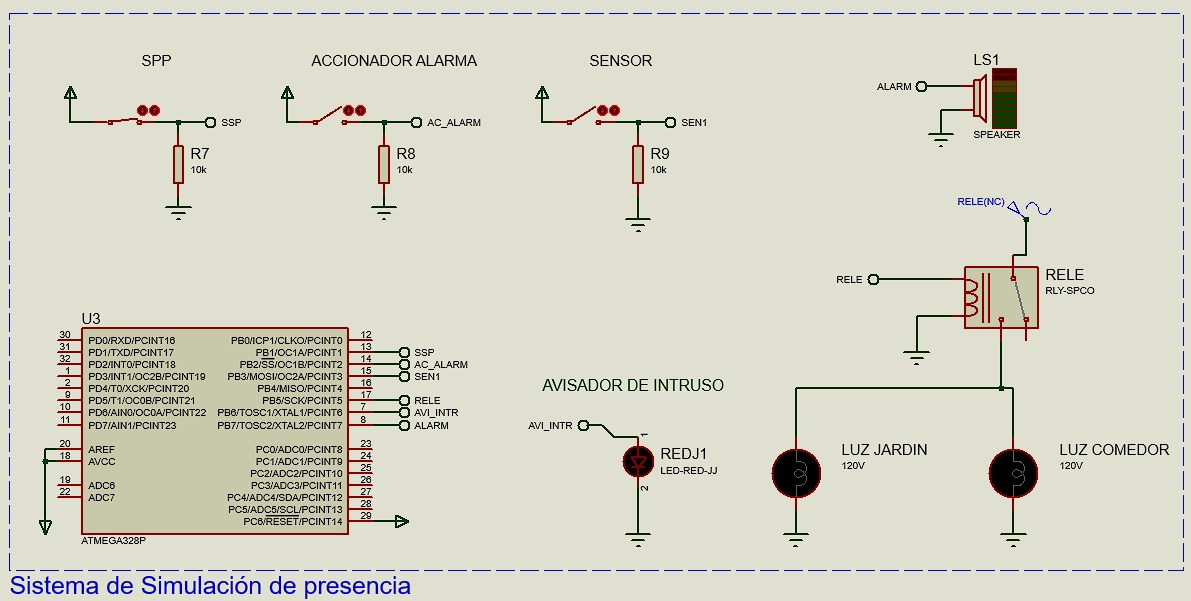 SPP
ACCIONADOR ALARMA
SENSOR
SSP
AC_ALARM
SEN1
R7
10k
R8
10k
R9
10k
LS1
ALARM
SPEAKER
RELE(NC)
RELE
RELE
RLY-SPCO
U3
30 PD0/RXD/PCINT16
31 PD1/TXD/PCINT17
32 PD2/INT0/PCINT18
1 PD3/INT1/OC2B/PCINT19
2 PD4/T0/XCK/PCINT20
9 PD5/T1/OC0B/PCINT21
10 PD6/AIN0/OC0A/PCINT22
11 PD7/AIN1/PCINT23
20 AREF
18 AVCC
19 ADC6
22 ADC7
PB0/ICP1/CLKO/PCINT0 12
PB1/OC1A/PCINT1 13 SSP
PB2/SS/OC1B/PCINT2 14 AC_ALARM
PB3/MOSI/OC2A/PCINT3 15 SEN1
PB4/MISO/PCINT4 16
PB5/SCK/PCINT5 17 RELE
PB6/TOSC1/XTAL1/PCINT6 7 AVI_INTR
PB7/TOSC2/XTAL2/PCINT7 8 ALARM
PC0/ADC0/PCINT8 23
PC1/ADC1/PCINT9 24
PC2/ADC2/PCINT10 25
PC3/ADC3/PCINT11 26
PC4/ADC4/SDA/PCINT12 27
PC5/ADC5/SCL/PCINT13 28
PC6/RESET/PCINT14 29
ATMEGA328P
AVISADOR DE INTRUSO
AVI_INTR
1
REDJ1
LED-RED-JJ
2
LUZ JARDIN
120V
LUZ COMEDOR
120V
Sistema de Simulación de presencia